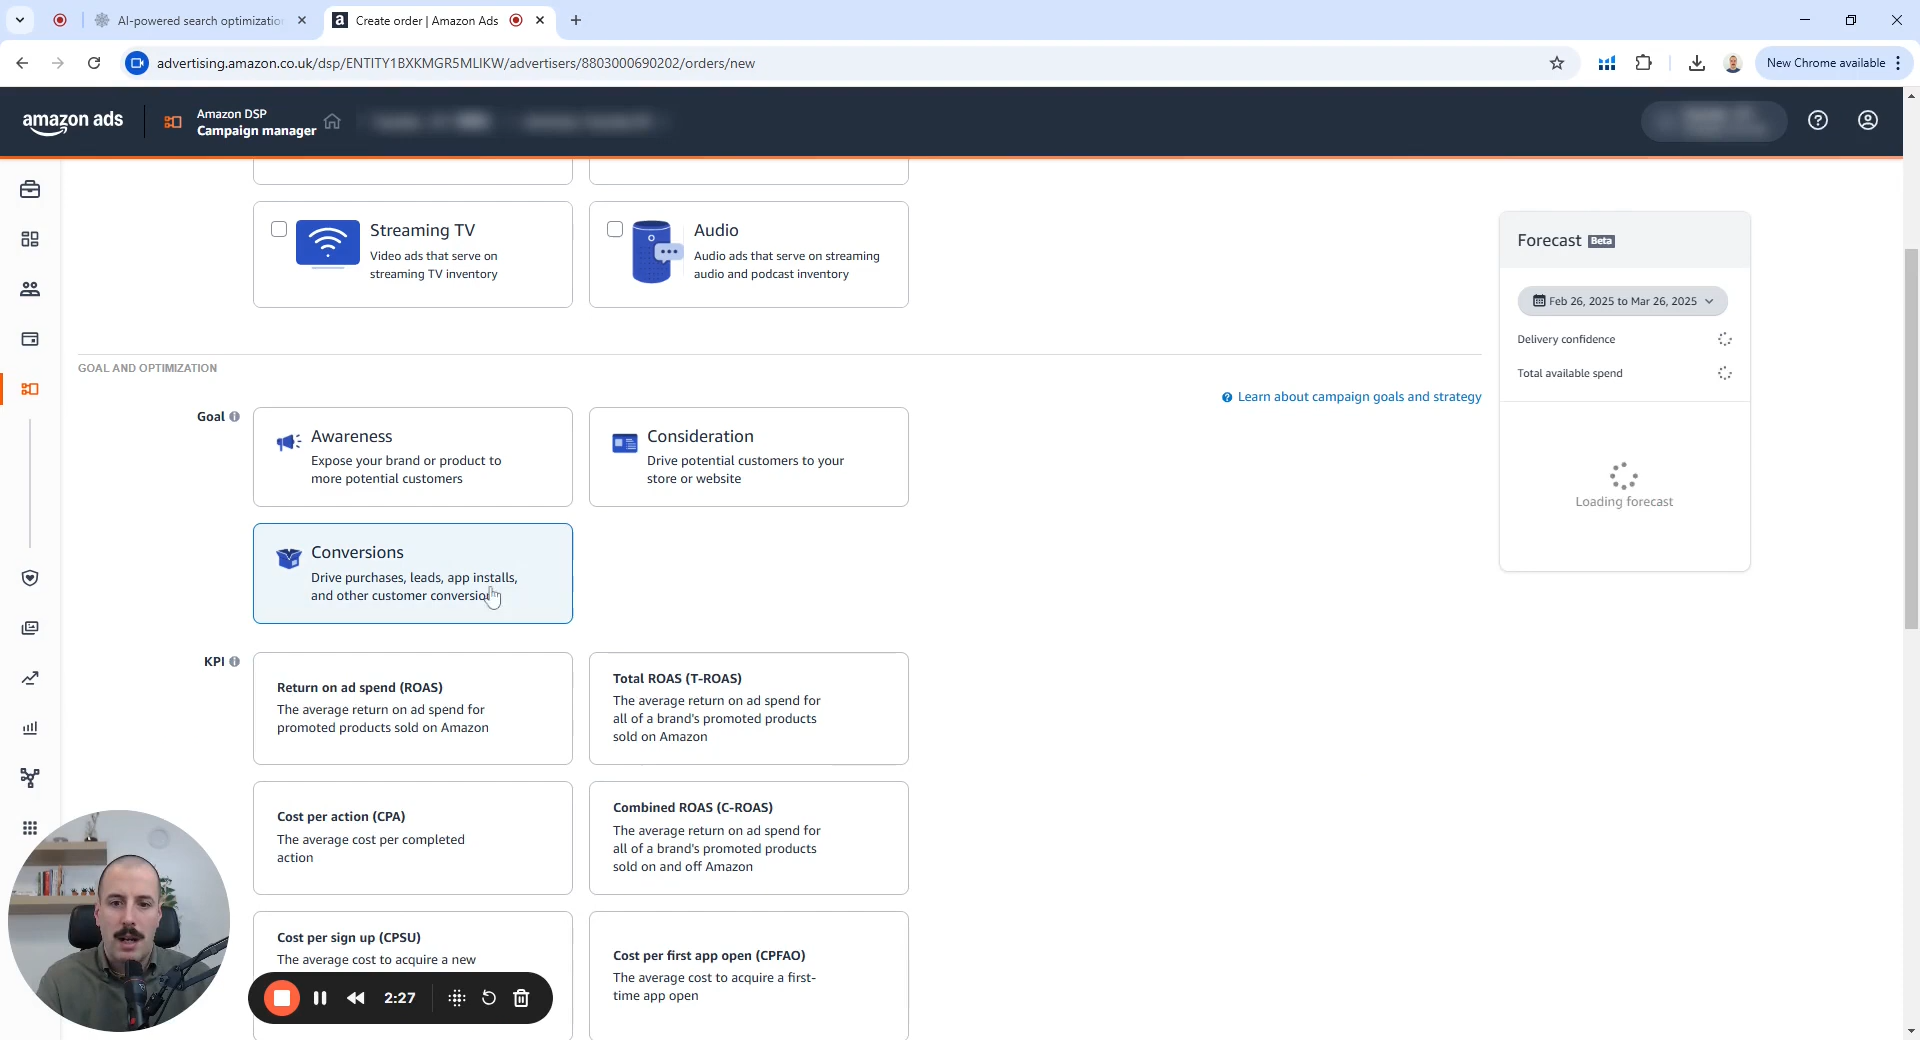 AI-powered search optimization
Create order | Amazon Ads
advertising.amazon.co.uk/dsp/ENTITY1BXKMGR5MLIKW/advertisers/8803000690202/orders/new
New Chrome available
amazon ads
Amazon DSP
Campaign manager
Streaming TV
Video ads that serve on
streaming TV inventory
Audio
Audio ads that serve on streaming
audio and podcast inventory
Forecast Beta
Feb 26, 2025 to Mar 26, 2025
Delivery confidence
Total available spend
Loading forecast
GOAL AND OPTIMIZATION
Learn about campaign goals and strategy
Goal
Awareness
Expose your brand or product to
more potential customers
Consideration
Drive potential customers to your
store or website
Conversions
Drive purchases, leads, app installs,
and other customer conversion
KPI
Return on ad spend (ROAS)
The average return on ad spend for
promoted products sold on Amazon
Total ROAS (T-ROAS)
The average return on ad spend for
all of a brand's promoted products
sold on Amazon
Cost per action (CPA)
The average cost per completed
action
Combined ROAS (C-ROAS)
The average return on ad spend for
all of a brand's promoted products
sold on and off Amazon
Cost per sign up (CPSU)
The average cost to acquire a new
Cost per first app open (CPFAO)
The average cost to acquire a first-
time app open
2:27